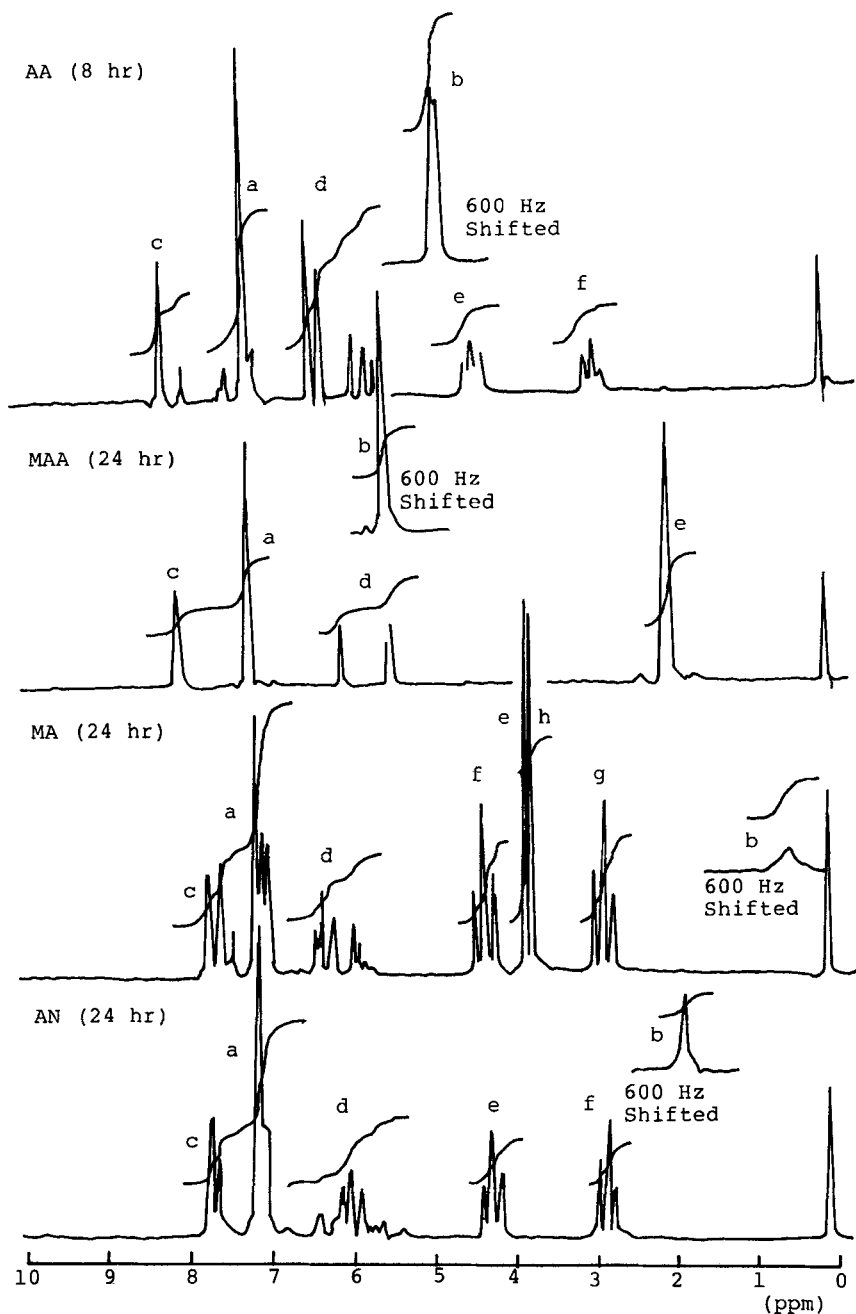 AA (8 hr)
b
a
d
600 Hz
Shifted
c
e
f
MAA (24 hr)
b
600 Hz
Shifted
e
a
c
d
MA (24 hr)
e h
f
g
a
b
d
c
600 Hz
Shifted
AN (24 hr)
b
a
600 Hz
Shifted
d
e
f
c
10 9 8 7 6 5 4 3 2 1 0
(ppm)